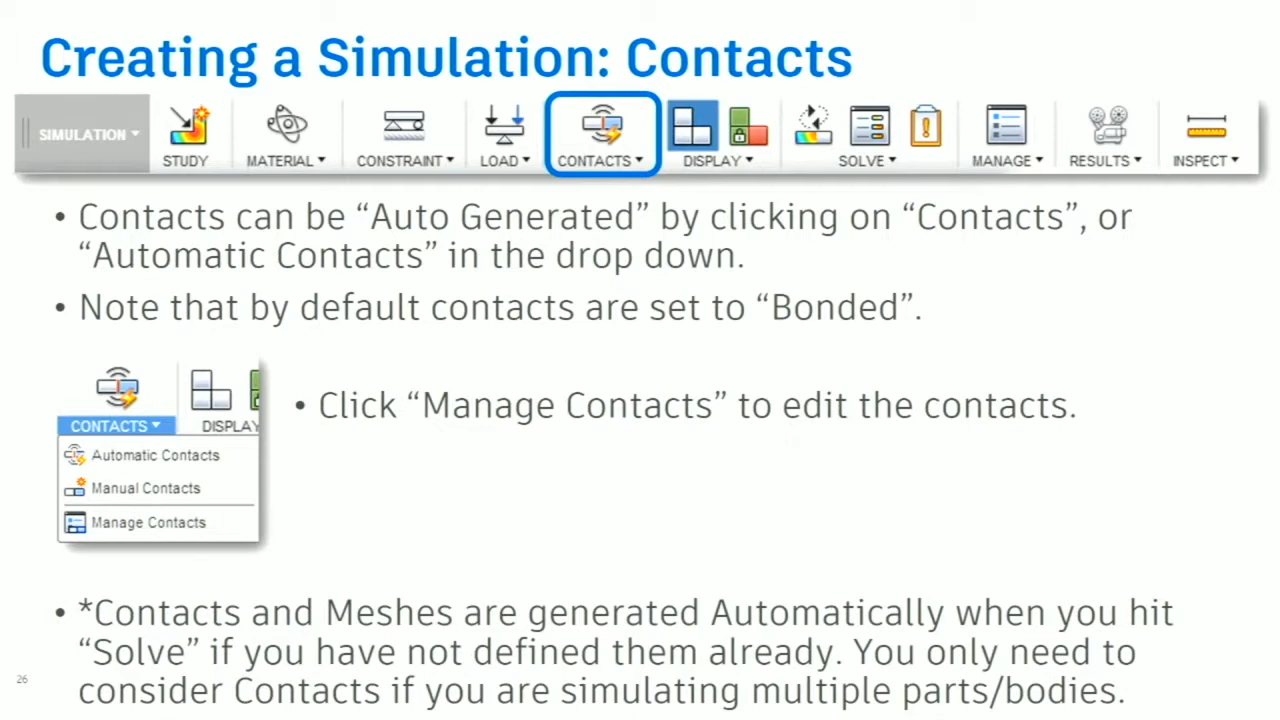 Creating a Simulation: Contacts
SIMULATION
STUDY
MATERIAL
CONSTRAINT
LOAD
CONTACTS
DISPLAY
SOLVE
MANAGE
RESULTS
INSPECT
• Contacts can be “Auto Generated” by clicking on “Contacts”, or
“Automatic Contacts” in the drop down.
• Note that by default contacts are set to “Bonded”.
CONTACTS
DISPLAY
Automatic Contacts
Manual Contacts
Manage Contacts
• Click “Manage Contacts” to edit the contacts.
• *Contacts and Meshes are generated Automatically when you hit
“Solve” if you have not defined them already. You only need to
consider Contacts if you are simulating multiple parts/bodies.
26